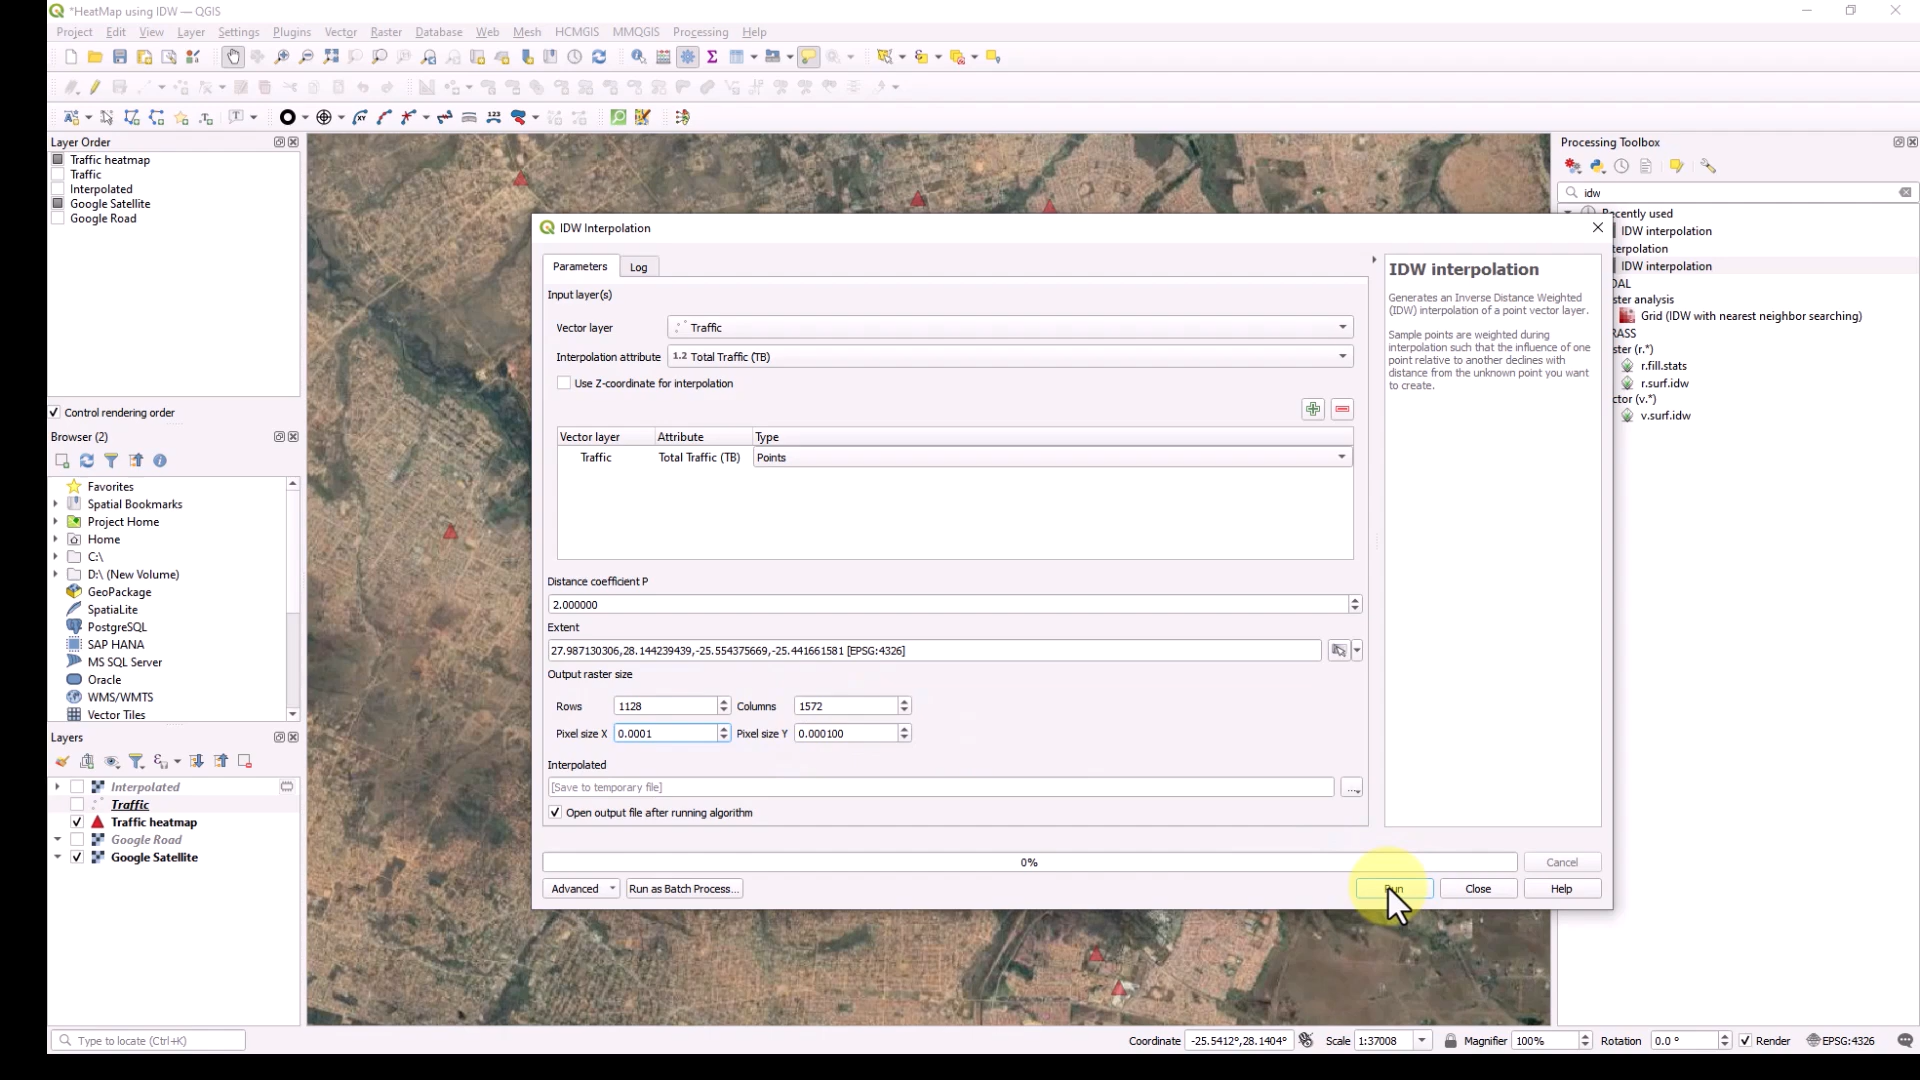 *HeatMap using IDW — QGIS
Project Edit View Layer Settings Plugins Vector Raster Database Web Mesh HCMGIS MMQGIS Processing Help
Layer Order
Traffic heatmap
Traffic
Interpolated
Google Satellite
Google Road
Control rendering order
Browser (2)
Favorites
Spatial Bookmarks
Project Home
Home
C:\
D:\ (New Volume)
GeoPackage
SpatiaLite
PostgreSQL
SAP HANA
MS SQL Server
Oracle
WMS/WMTS
Vector Tiles
Layers
Interpolated
Traffic
Traffic heatmap
Google Road
Google Satellite
IDW Interpolation
Parameters Log
Input layer(s)
Vector layer Traffic
Interpolation attribute 1.2 Total Traffic (TB)
Use Z-coordinate for interpolation
Vector layer Attribute Type
Traffic Total Traffic (TB) Points
Distance coefficient P
2.000000
Extent
27.987130306,28.144239439,-25.554375669,-25.441661581 [EPSG:4326]
Output raster size
Rows 1128 Columns 1572
Pixel size X 0.0001 Pixel size Y 0.000100
Interpolated
[Save to temporary file]
…
Open output file after running algorithm
0%
Cancel
Advanced Run as Batch Process… Run Close Help
IDW interpolation
Generates an Inverse Distance Weighted
(IDW) interpolation of a point vector layer.
Sample points are weighted during
interpolation such that the influence of one
point relative to another declines with
distance from the unknown point you want
to create.
Processing Toolbox
idw
Recently used
IDW interpolation
terpolation
IDW interpolation
DAL
ster analysis
Grid (IDW with nearest neighbor searching)
RASS
ster (r.*)
r.fill.stats
r.surf.idw
ctor (v.*)
v.surf.idw
Type to locate (Ctrl+K)
Coordinate -25.5412°,28.1404° Scale 1:37008 Magnifier 100% Rotation 0.0 ° Render EPSG:4326